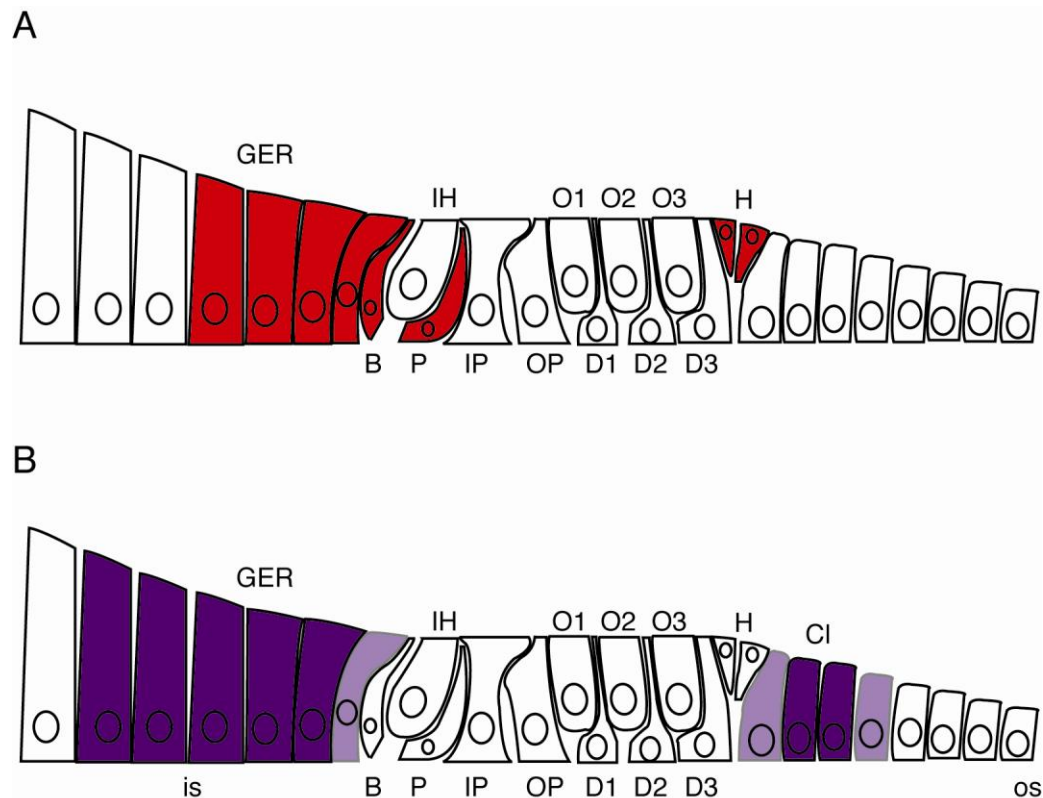 A
GER
IH O1 O2 O3 H
B P IP OP D1 D2 D3
B
GER
IH O1 O2 O3 H CI
is B P IP OP D1 D2 D3 os